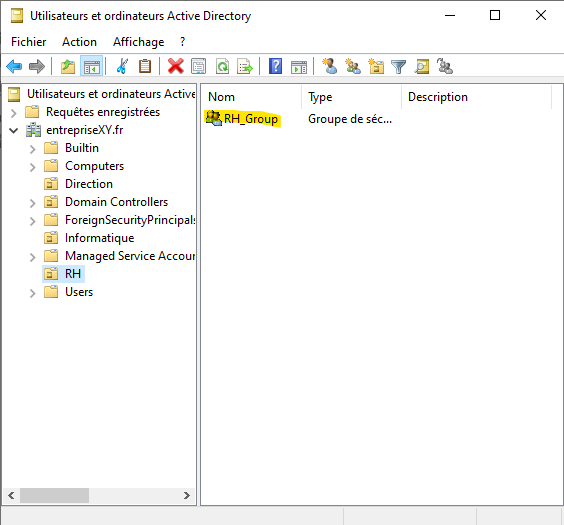 Utilisateurs et ordinateurs Active Directory
Fichier Action Affichage ?
Utilisateurs et ordinateurs Active
Requêtes enregistrées
entrepriseXY.fr
Builtin
Computers
Direction
Domain Controllers
ForeignSecurityPrincipals
Informatique
Managed Service Accour
RH
Users
Nom Type Description
RH_Group Groupe de séc...